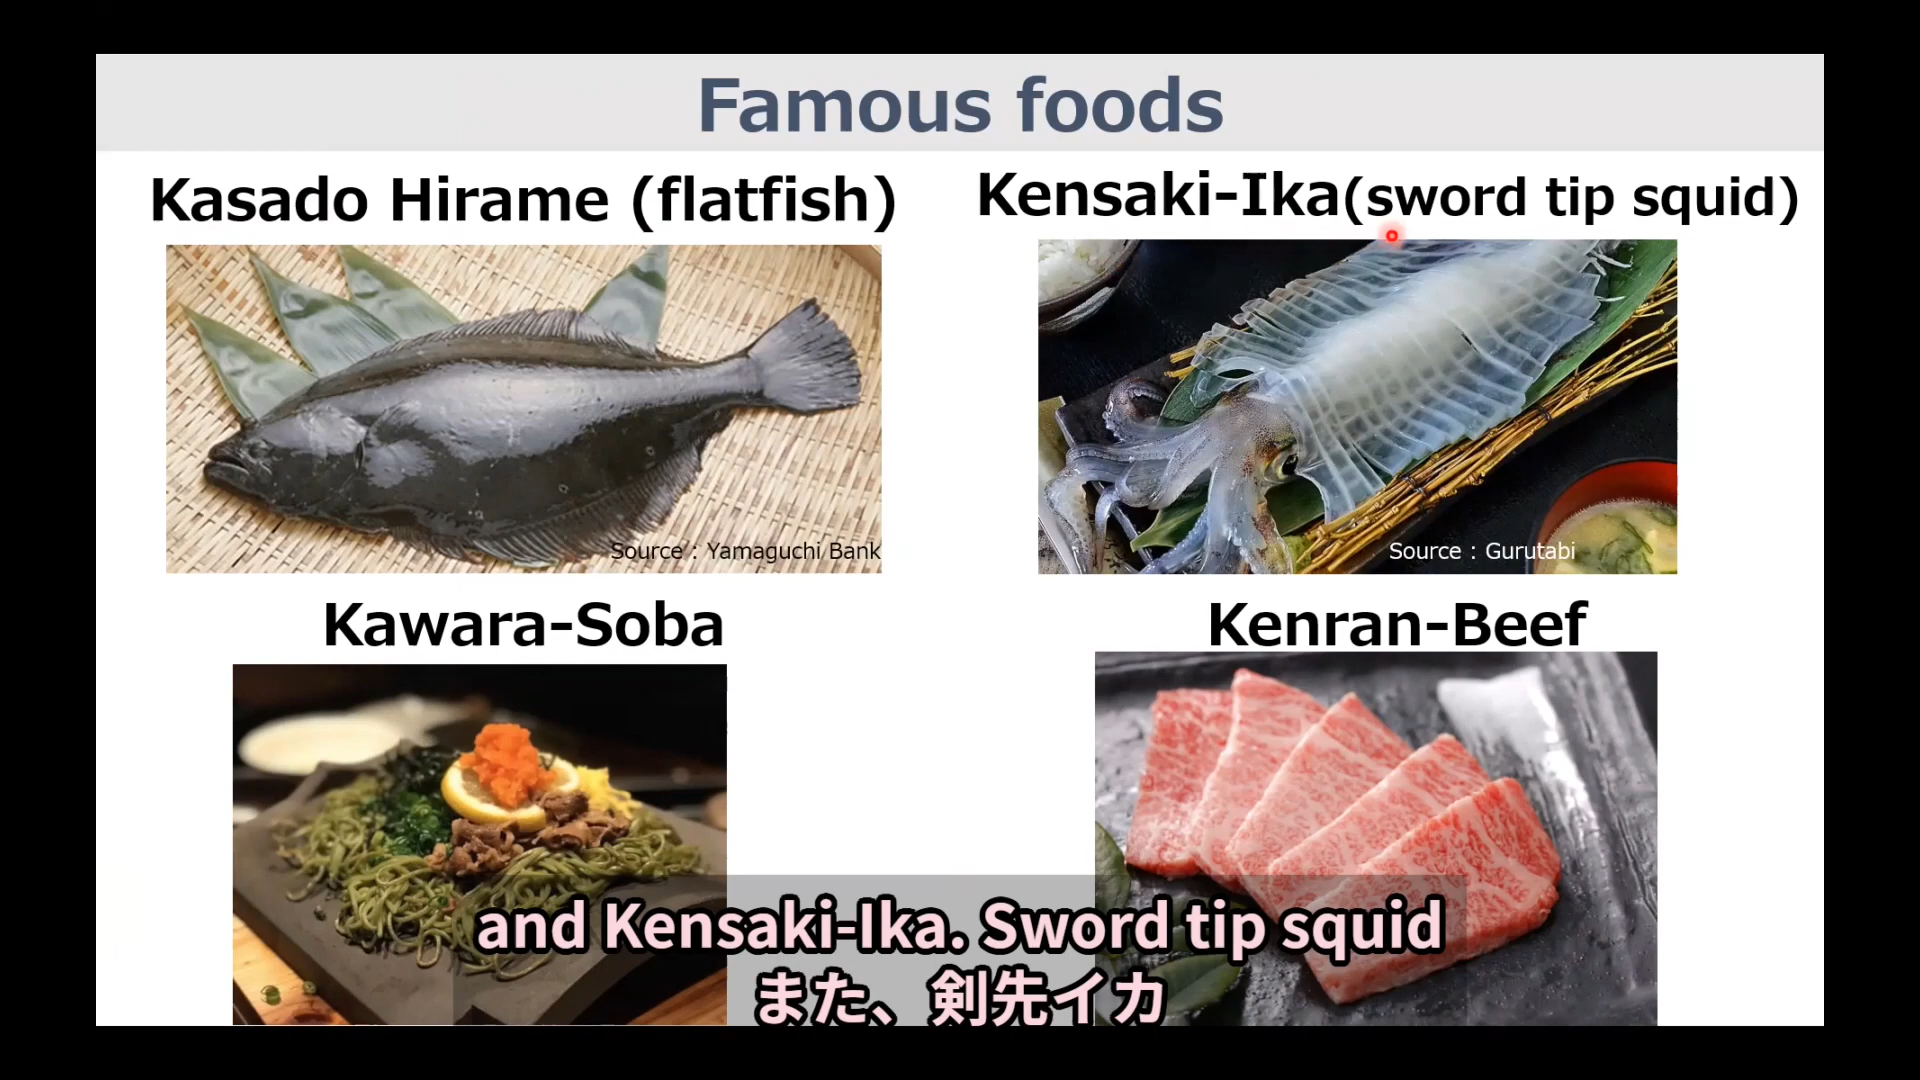 Famous foods
Kasado Hirame (flatfish)
Kensaki-Ika(sword tip squid)
Source : Yamaguchi Bank
Source : Gurutabi
Kawara-Soba
Kenran-Beef
and Kensaki-Ika. Sword tip squid
また、剣先イカ